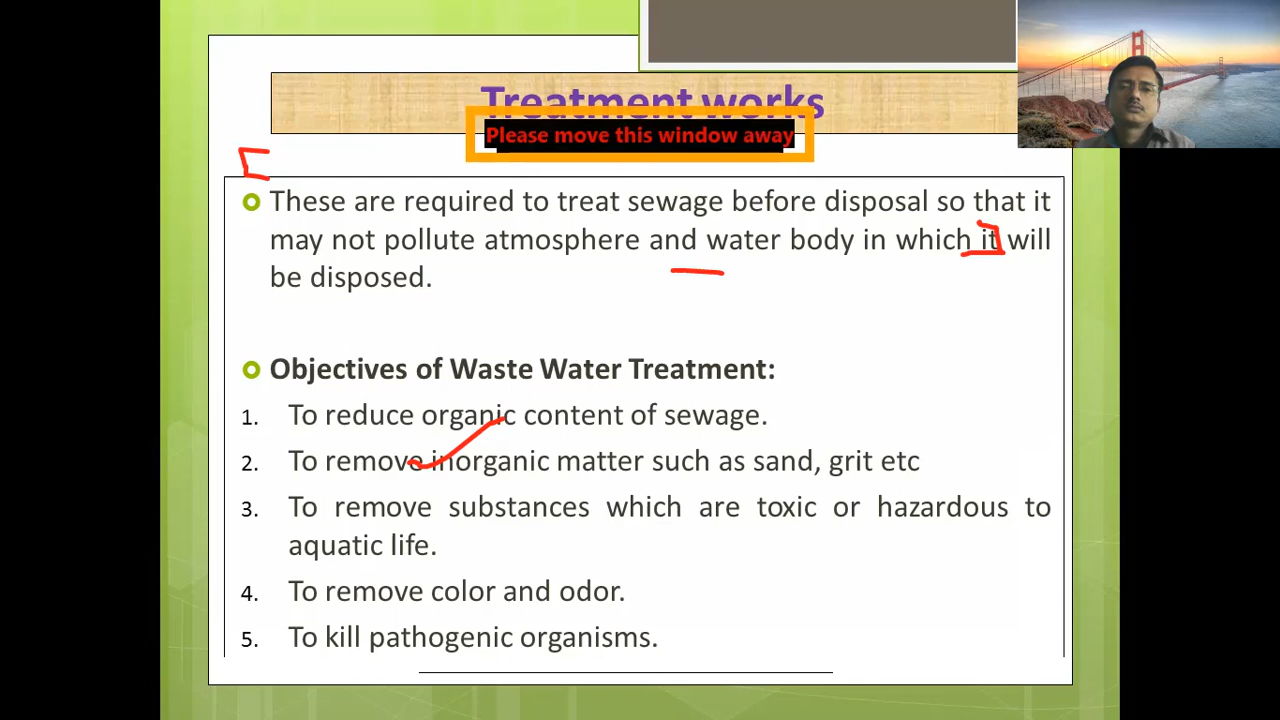 Treatment works
Please move this window away
These are required to treat sewage before disposal so that it
may not pollute atmosphere and water body in which it will
be disposed.
Objectives of Waste Water Treatment:
1. To reduce organic content of sewage.
2. To remove inorganic matter such as sand, grit etc
3. To remove substances which are toxic or hazardous to
aquatic life.
4. To remove color and odor.
5. To kill pathogenic organisms.